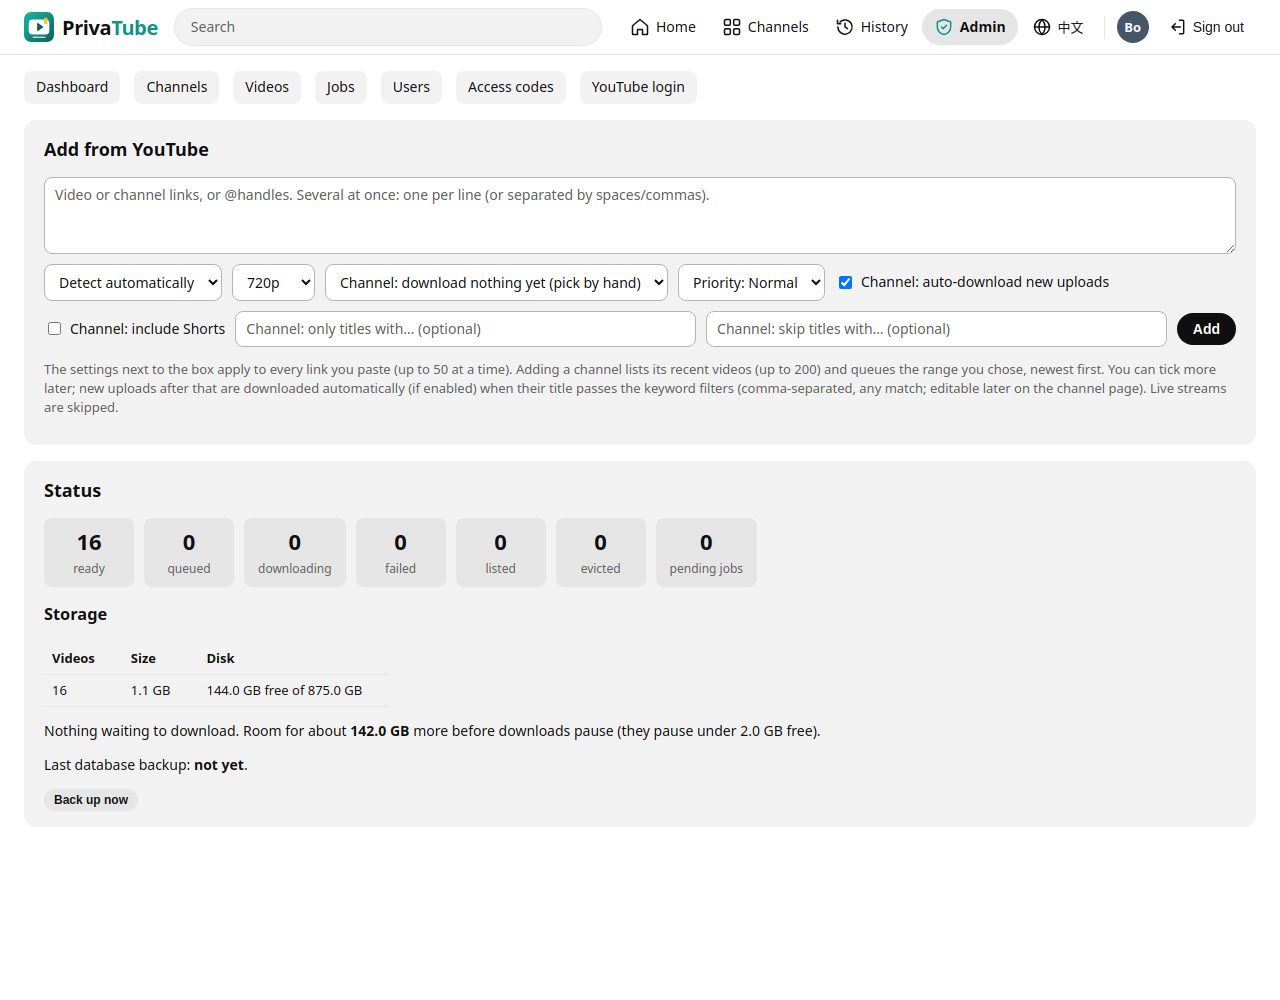 PrivaTube
Search
Home
Channels
History
Admin
中文
Bo
Sign out
Dashboard
Channels
Videos
Jobs
Users
Access codes
YouTube login
Add from YouTube
Video or channel links, or @handles. Several at once: one per line (or separated by spaces/commas).
Detect automatically
720p
Channel: download nothing yet (pick by hand)
Priority: Normal
Channel: auto-download new uploads
Channel: include Shorts
Channel: only titles with... (optional)
Channel: skip titles with... (optional)
Add
The settings next to the box apply to every link you paste (up to 50 at a time). Adding a channel lists its recent videos (up to 200) and queues the range you chose, newest first. You can tick more
later; new uploads after that are downloaded automatically (if enabled) when their title passes the keyword filters (comma-separated, any match; editable later on the channel page). Live streams
are skipped.
Status
16
ready
0
queued
0
downloading
0
failed
0
listed
0
evicted
0
pending jobs
Storage
Videos Size Disk
16 1.1 GB 144.0 GB free of 875.0 GB
Nothing waiting to download. Room for about 142.0 GB more before downloads pause (they pause under 2.0 GB free).
Last database backup: not yet.
Back up now